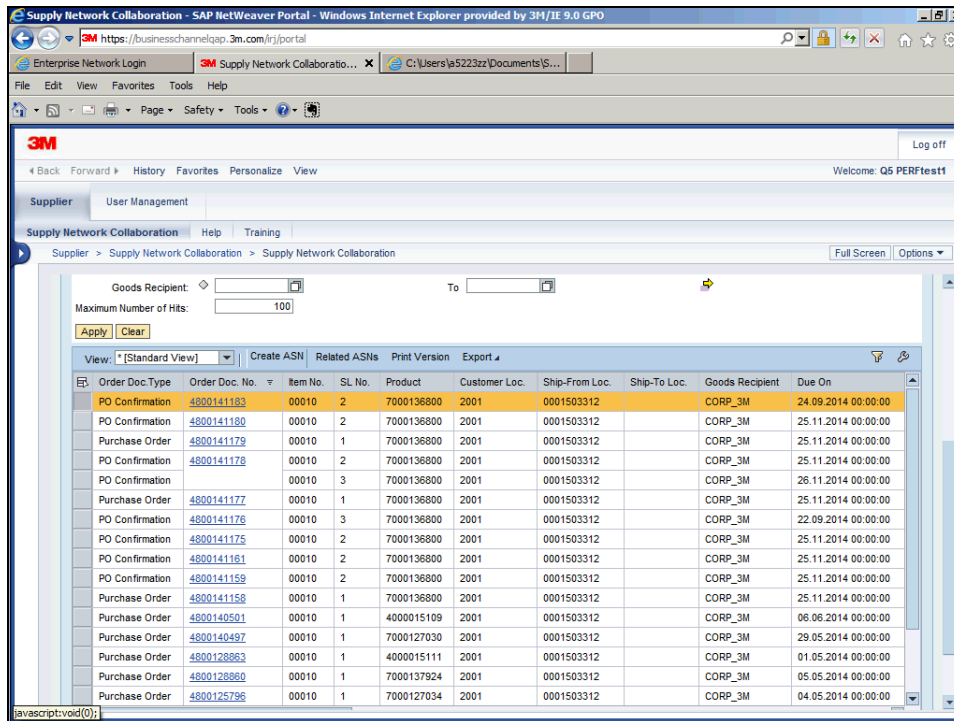 Supply Network Collaboration - SAP NetWeaver Portal - Windows Internet Explorer provided by 3M/IE 9.0 GPO
3M https://businesschannelqap.3m.com/irj/portal
Enterprise Network Login 3M Supply Network Collaboratio... X C:\Users\a5223zz\Documents\S...
File Edit View Favorites Tools Help
Page Safety Tools
3M Log off
Back Forward History Favorites Personalize View Welcome: Q5 PERFtest1
Supplier User Management
Supply Network Collaboration Help Training
Supplier > Supply Network Collaboration > Supply Network Collaboration Full Screen Options
Goods Recipient: To
Maximum Number of Hits: 100
Apply Clear
View: * [Standard View] Create ASN Related ASNs Print Version Export
Order Doc.Type Order Doc. No. Item No. SL No. Product Customer Loc. Ship-From Loc. Ship-To Loc. Goods Recipient Due On
PO Confirmation 4800141183 00010 2 7000136800 2001 0001503312 CORP_3M 24.09.2014 00:00:00
PO Confirmation 4800141180 00010 2 7000136800 2001 0001503312 CORP_3M 25.11.2014 00:00:00
Purchase Order 4800141179 00010 1 7000136800 2001 0001503312 CORP_3M 25.11.2014 00:00:00
PO Confirmation 4800141178 00010 2 7000136800 2001 0001503312 CORP_3M 25.11.2014 00:00:00
PO Confirmation 00010 3 7000136800 2001 0001503312 CORP_3M 26.11.2014 00:00:00
Purchase Order 4800141177 00010 1 7000136800 2001 0001503312 CORP_3M 25.11.2014 00:00:00
PO Confirmation 4800141176 00010 3 7000136800 2001 0001503312 CORP_3M 22.09.2014 00:00:00
PO Confirmation 4800141175 00010 2 7000136800 2001 0001503312 CORP_3M 25.11.2014 00:00:00
PO Confirmation 4800141161 00010 2 7000136800 2001 0001503312 CORP_3M 25.11.2014 00:00:00
PO Confirmation 4800141159 00010 2 7000136800 2001 0001503312 CORP_3M 25.11.2014 00:00:00
Purchase Order 4800141158 00010 1 7000136800 2001 0001503312 CORP_3M 25.11.2014 00:00:00
Purchase Order 4800140501 00010 1 4000015109 2001 0001503312 CORP_3M 06.06.2014 00:00:00
Purchase Order 4800140497 00010 1 7000127030 2001 0001503312 CORP_3M 29.05.2014 00:00:00
Purchase Order 4800128863 00010 1 4000015111 2001 0001503312 CORP_3M 01.05.2014 00:00:00
Purchase Order 4800128860 00010 1 7000137924 2001 0001503312 CORP_3M 05.05.2014 00:00:00
Purchase Order 4800125796 00010 1 7000127034 2001 0001503312 CORP_3M 04.05.2014 00:00:00
javascript:void(0);